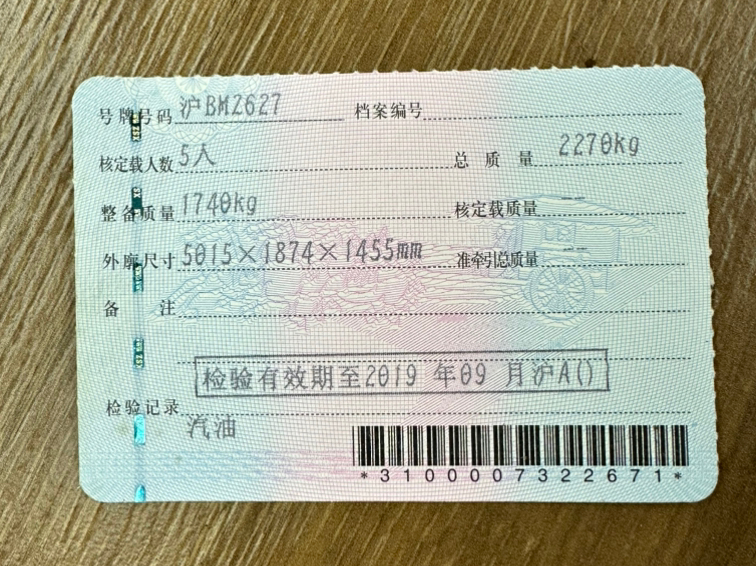 号牌号码 沪BM2627 档案编号
核定载人数 5人 总质量 2270kg
整备质量 1740kg 核定载质量 --
外廓尺寸 5015×1874×1455mm 准牵引总质量 --
备注
检验有效期至2019年09月沪A()
检验记录
汽油
*3100007322671*